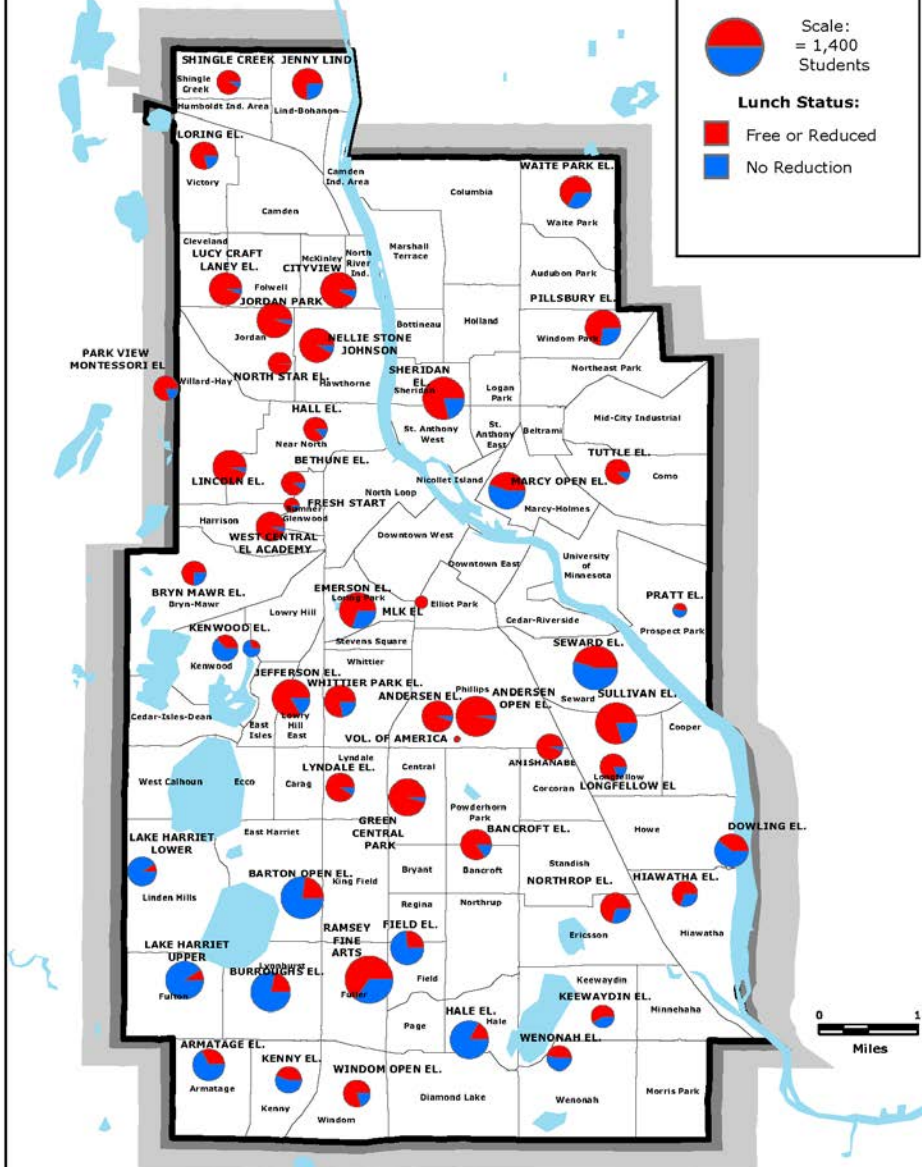 Scale:
= 1,400
Students
Lunch Status:
Free or Reduced
No Reduction
SHINGLE CREEK
JENNY LIND
Shingle
Creek
Humboldt Ind. Area
Lind-Bohanon
LORING EL.
Victory
Camden
Ind. Area
WAITE PARK EL.
Columbia
Waite Park
Camden
Cleveland
LUCY CRAFT
LANEY EL.
McKinley
CITYVIEW
North
River
Ind.
Marshall
Terrace
Audubon Park
Folwell
JORDAN PARK
PILLSBURY EL.
Jordan
NELLIE STONE
JOHNSON
Bottineau
Holland
Windom Park
PARK VIEW
MONTESSORI EL
Willard-Hay
NORTH STAR EL.
Hawthorne
SHERIDAN
EL.
Sheridan
Logan
Park
Northeast Park
HALL EL.
Near North
St. Anthony
West
St.
Anthony
East
Beltrami
Mid-City Industrial
BETHUNE EL.
LINCOLN EL.
Nicollet Island
MARCY OPEN EL.
TUTTLE EL.
Como
FRESH START
North Loop
Marcy-Holmes
Sumner
Glenwood
Harrison
WEST CENTRAL
EL ACADEMY
Downtown West
Downtown East
University
of
Minnesota
BRYN MAWR EL.
Bryn-Mawr
EMERSON EL.
Loring Park
MLK EL
Elliot Park
PRATT EL.
Prospect Park
Lowry Hill
Cedar-Riverside
KENWOOD EL.
Kenwood
Stevens Square
SEWARD EL.
Whittier
JEFFERSON EL.
WHITTIER PARK EL.
ANDERSEN EL.
Phillips
ANDERSEN
OPEN EL.
Seward
SULLIVAN EL.
Cedar-Isles-Dean
East
Isles
Lowry
Hill
East
Cooper
VOL. OF AMERICA
ANISHANABE
Lyndale
LYNDALE EL.
Central
Corcoran
Longfellow
LONGFELLOW EL
West Calhoun
Ecco
Carag
GREEN
CENTRAL
PARK
Powderhorn
Park
East Harriet
BANCROFT EL.
Howe
DOWLING EL.
LAKE HARRIET
LOWER
BARTON OPEN EL.
King Field
Bryant
Bancroft
Standish
HIAWATHA EL.
Linden Hills
NORTHROP EL.
Regina
Northrup
RAMSEY
FINE
ARTS
FIELD EL.
Ericsson
Hiawatha
LAKE HARRIET
UPPER
Lynnhurst
BURROUGHS EL.
Fulton
Fuller
Field
Keewaydin
KEEWAYDIN EL.
Minnehaha
Page
HALE EL.
Hale
WENONAH EL.
0 1
Miles
ARMATAGE EL.
KENNY EL.
WINDOM OPEN EL.
Armatage
Kenny
Windom
Diamond Lake
Wenonah
Morris Park